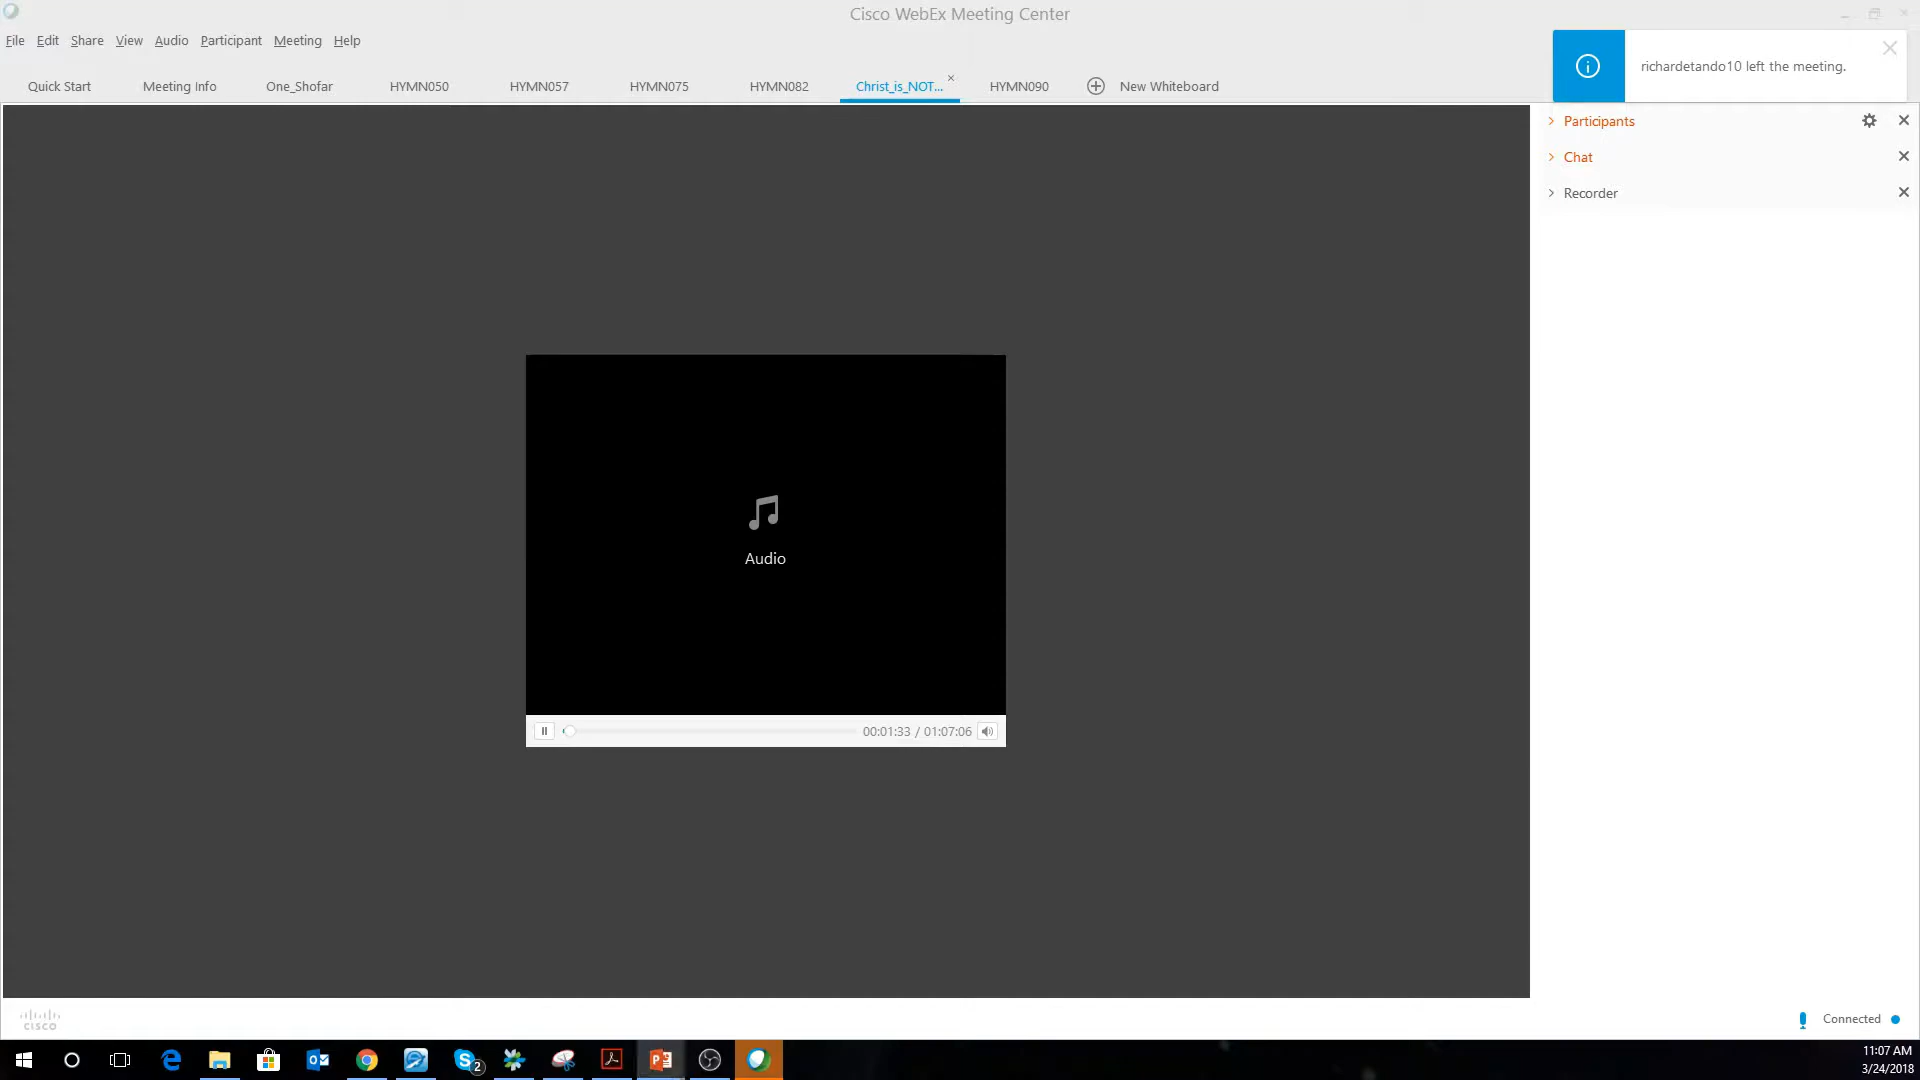 Cisco WebEx Meeting Center
File Edit Share View Audio Participant Meeting Help
richardetando10 left the meeting.
Quick Start Meeting Info One_Shofar HYMN050 HYMN057 HYMN075 HYMN082 Christ_is_NOT... HYMN090 New Whiteboard
Participants
Chat
Recorder
Audio
00:01:33 / 01:07:06
cisco
Connected
2
11:07 AM
3/24/2018